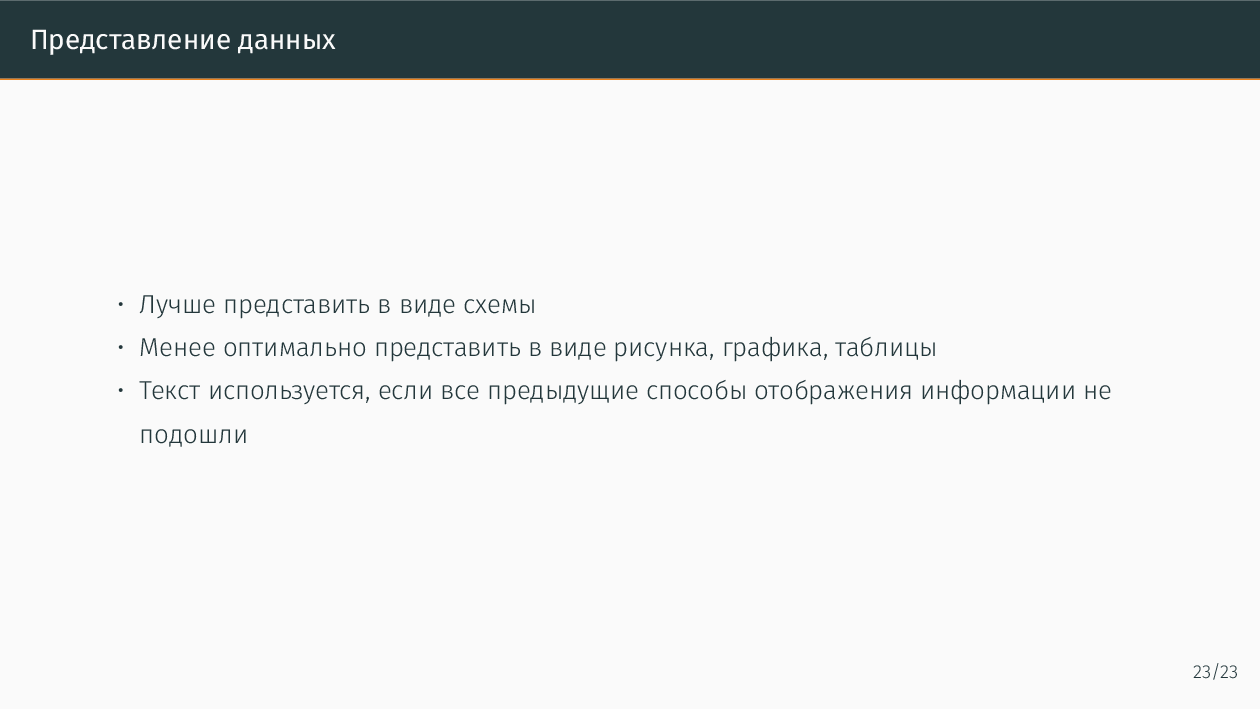 Представление данных
• Лучше представить в виде схемы
• Менее оптимально представить в виде рисунка, графика, таблицы
• Текст используется, если все предыдущие способы отображения информации не
подошли
23/23